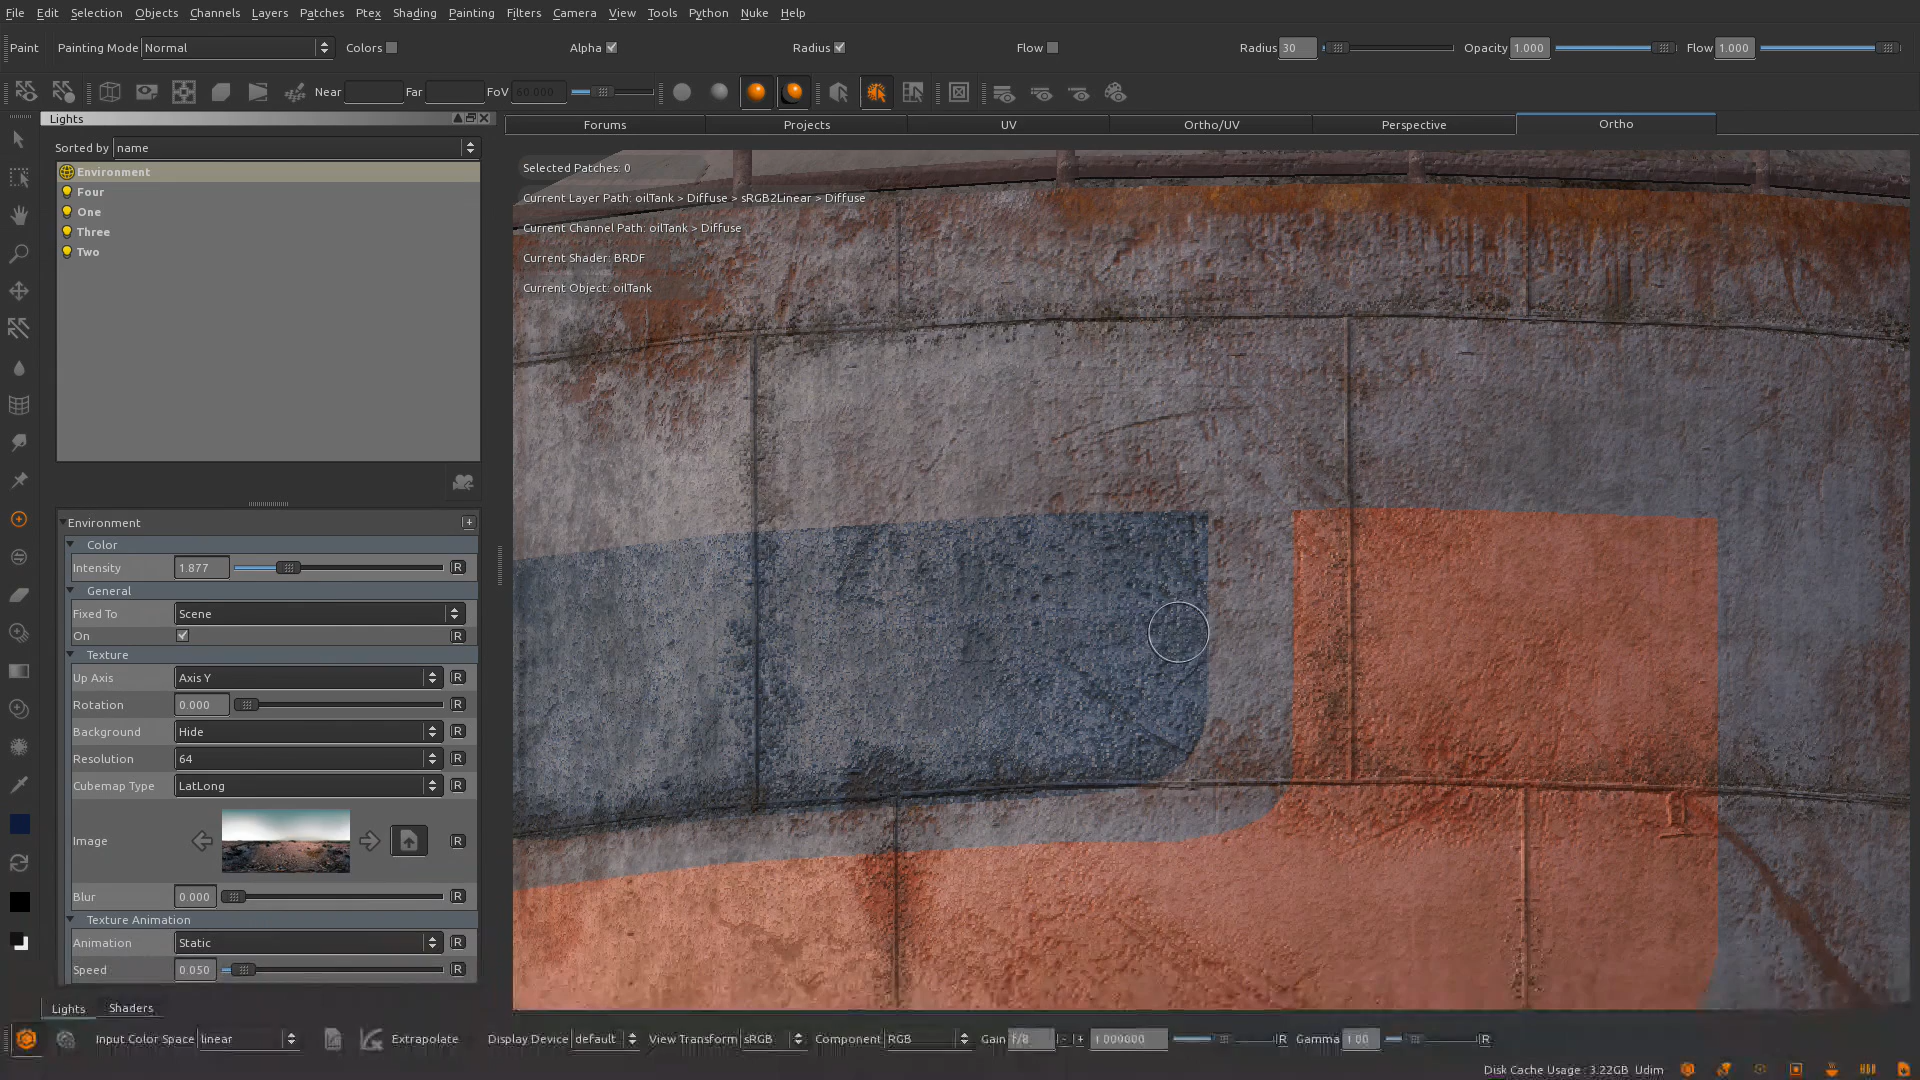 File Edit Selection Objects Channels Layers Patches Ptex Shading Painting Filters Camera View Tools Python Nuke Help
Paint Painting Mode Normal Colors Alpha Radius Flow Radius 30 Opacity 1.000 Flow 1.000
Near Far FoV 60.000
Lights
Forums Projects UV Ortho/UV Perspective Ortho
Sorted by name
Environment
Four
One
Three
Two
Selected Patches: 0
Current Layer Path: oilTank > Diffuse > sRGB2Linear > Diffuse
Current Channel Path: oilTank > Diffuse
Current Shader: BRDF
Current Object: oilTank
Environment
Color
Intensity 1.877 R
General
Fixed To Scene
On R
Texture
Up Axis Axis Y R
Rotation 0.000 R
Background Hide R
Resolution 64 R
Cubemap Type LatLong R
Image R
Blur 0.000 R
Texture Animation
Animation Static R
Speed 0.050 R
Lights Shaders
Input Color Space linear Extrapolate Display Device default View Transform sRGB Component RGB Gain f/8 - + 1.000000 R Gamma 1.00 R
Disk Cache Usage : 3.22GB Udim